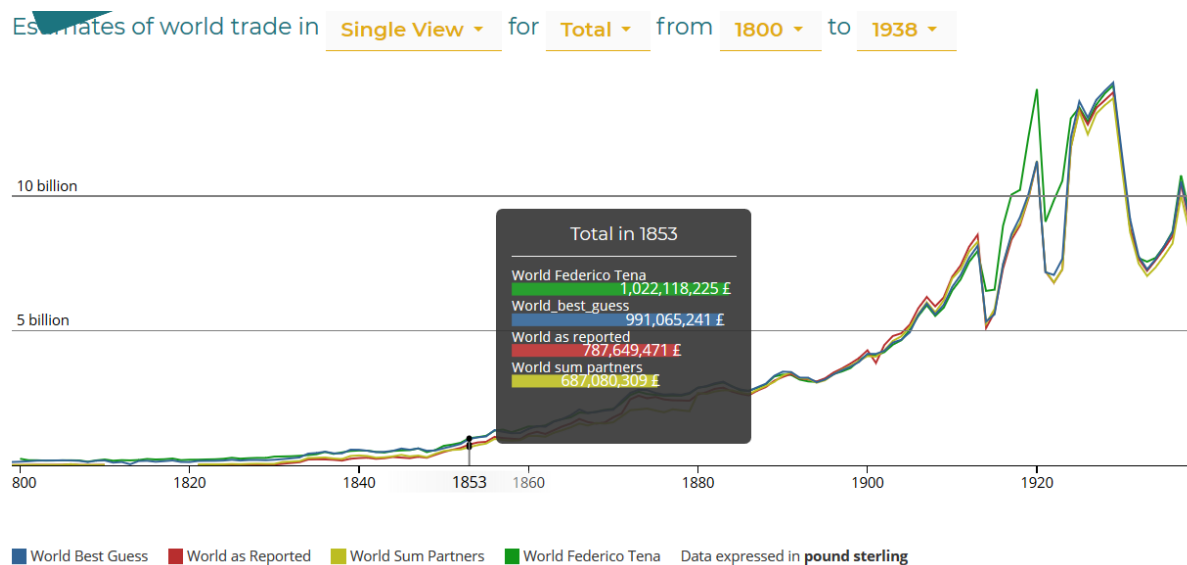 Estimates of world trade in Single View for Total from 1800 to 1938
10 billion
Total in 1853
World Federico Tena
1,022,118,225 £
World_best_guess
991,065,241 £
5 billion
World as reported
787,649,471 £
World sum partners
687,080,309 £
800 1820 1840 1853 1860 1880 1900 1920
World Best Guess World as Reported World Sum Partners World Federico Tena Data expressed in pound sterling